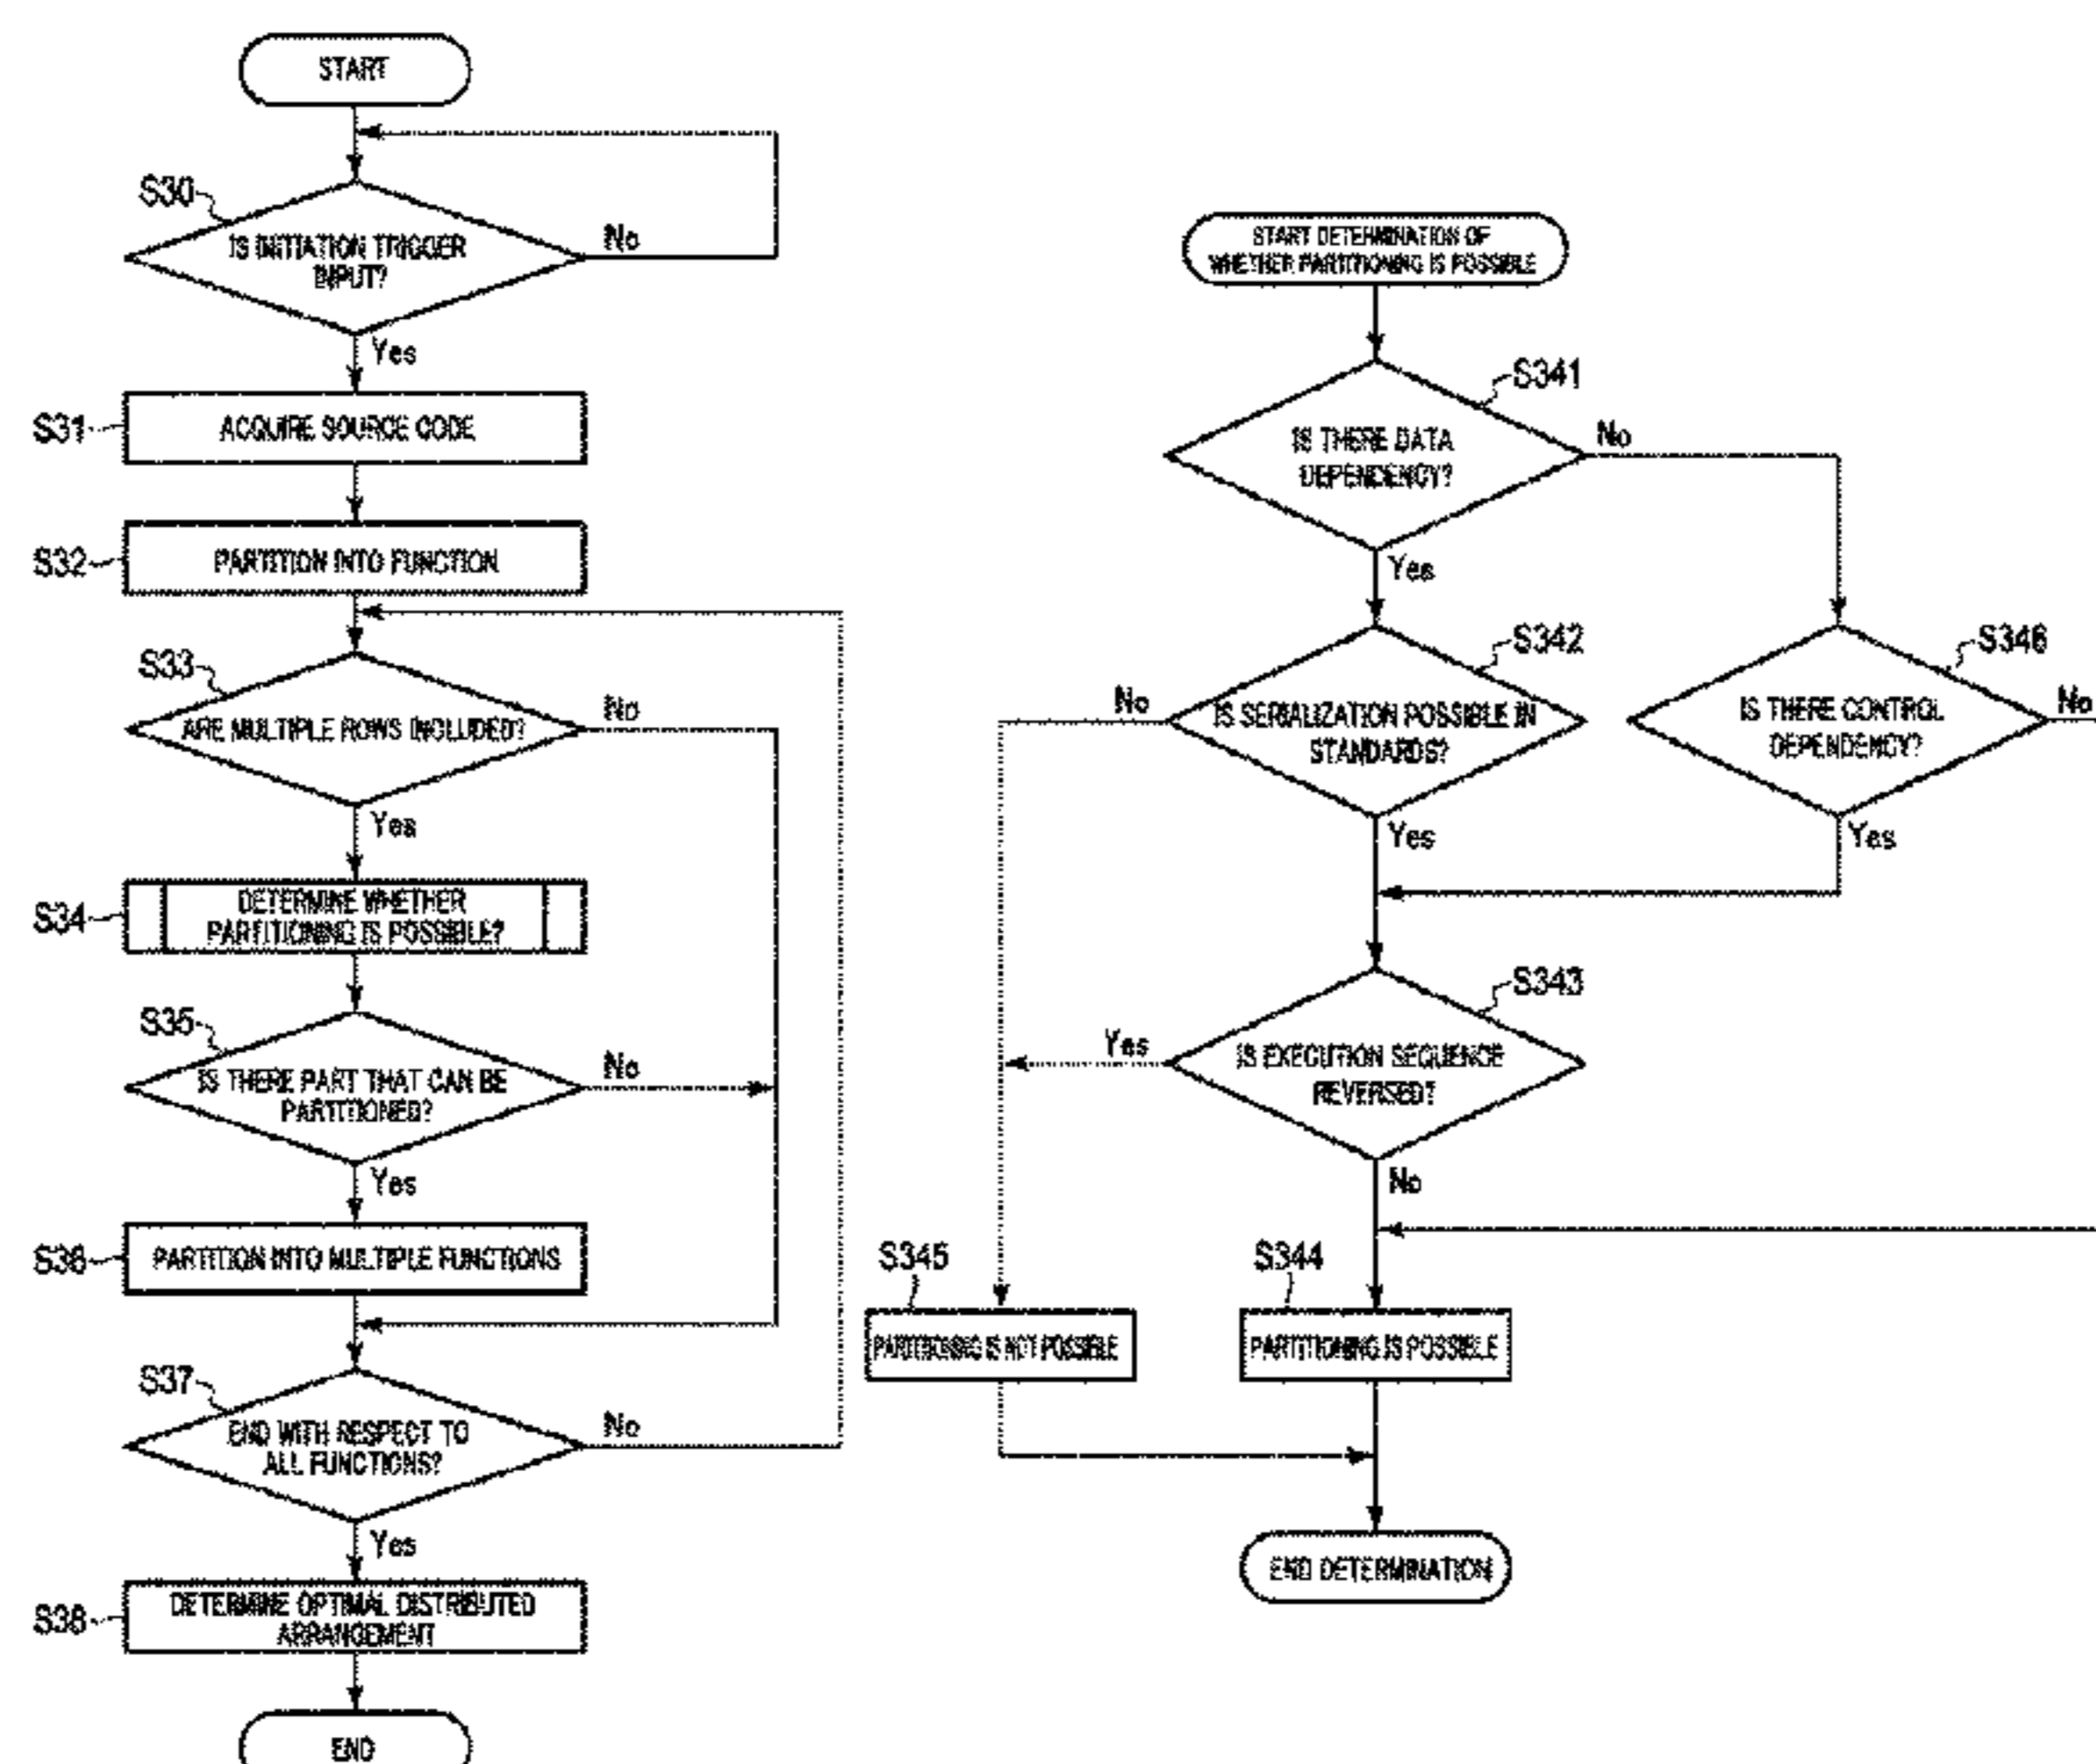 START
S30
IS INITIATION TRIGGER
INPUT?
No
Yes
S31
ACQUIRE SOURCE CODE
S32
PARTITION INTO FUNCTION
S33
ARE MULTIPLE ROWS INCLUDED?
No
Yes
S34
DETERMINE WHETHER
PARTITIONING IS POSSIBLE?
S35
IS THERE PART THAT CAN BE
PARTITIONED?
No
Yes
S36
PARTITION INTO MULTIPLE FUNCTIONS
S37
END WITH RESPECT TO
ALL FUNCTIONS?
No
Yes
S38
DETERMINE OPTIMAL DISTRIBUTED
ARRANGEMENT
END
START DETERMINATION OF
WHETHER PARTITIONING IS POSSIBLE
S341
IS THERE DATA
DEPENDENCY?
No
Yes
S342
IS SERIALIZATION POSSIBLE IN
STANDARDS?
No
Yes
S346
IS THERE CONTROL
DEPENDENCY?
No
Yes
S343
IS EXECUTION SEQUENCE
REVERSED?
Yes
No
S345
PARTITIONING IS NOT POSSIBLE
S344
PARTITIONING IS POSSIBLE
END DETERMINATION